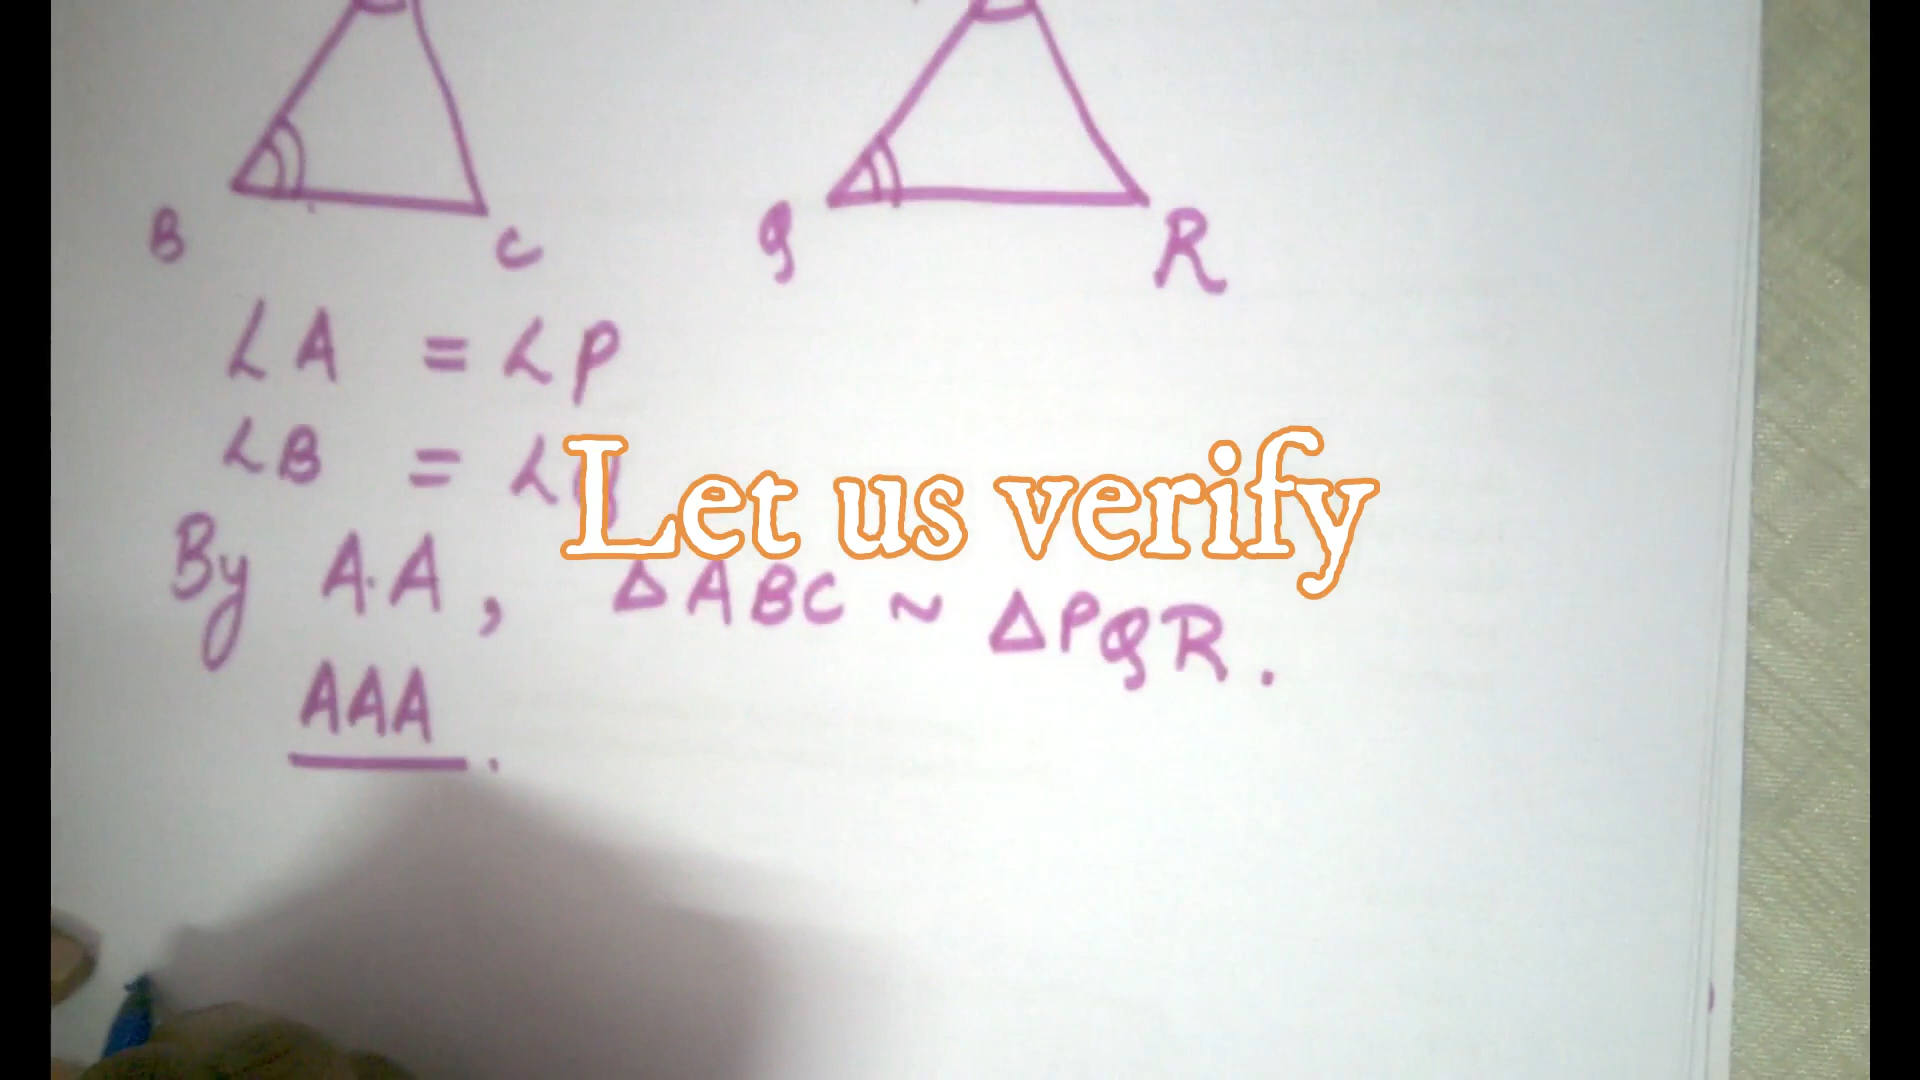 B C Q R
∠A = ∠P
∠B = ∠Q
Let us verify
By A.A, ΔABC ~ ΔPQR.
AAA.